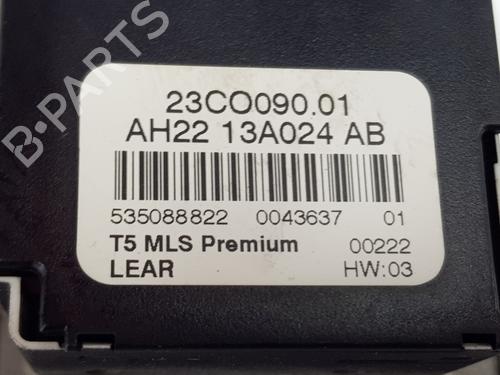 B-PARTS
23CO090.01
AH22 13A024 AB
535088822 0043637 01
T5 MLS Premium 00222
LEAR HW:03